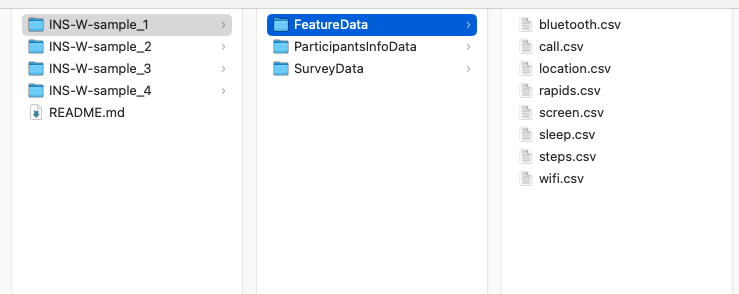 INS-W-sample_1
INS-W-sample_2
INS-W-sample_3
INS-W-sample_4
README.md
FeatureData
ParticipantsInfoData
SurveyData
bluetooth.csv
call.csv
location.csv
rapids.csv
screen.csv
sleep.csv
steps.csv
wifi.csv